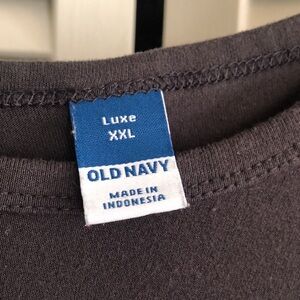 Luxe
XXL
OLD NAVY
MADE IN
INDONESIA